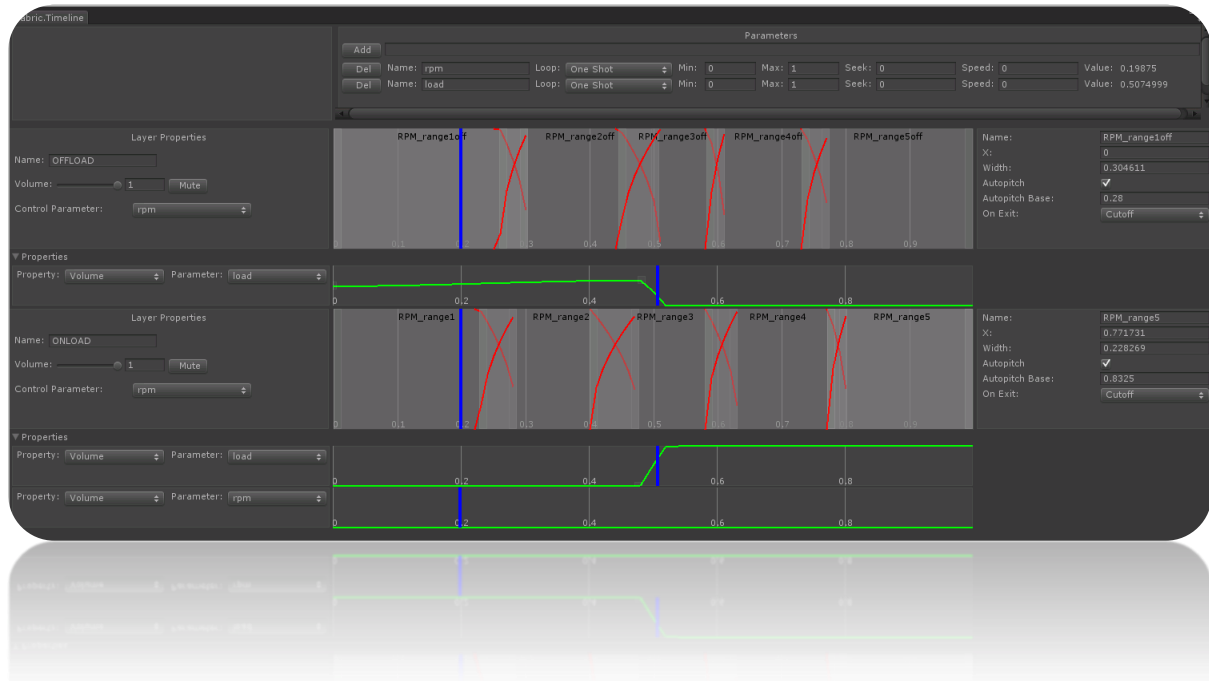 abric.Timeline
Parameters
Add
Del Name: rpm Loop: One Shot Min: 0 Max: 1 Seek: 0 Speed: 0 Value: 0.19875
Del Name: load Loop: One Shot Min: 0 Max: 1 Seek: 0 Speed: 0 Value: 0.5074999
Layer Properties
Name: OFFLOAD
Volume: 1 Mute
Control Parameter: rpm
RPM_range1off RPM_range2off RPM_range3off RPM_range4off RPM_range5off
0 0.1 0.2 0.3 0.4 0.5 0.6 0.7 0.8 0.9
Name: RPM_range1off
X: 0
Width: 0.304611
Autopitch
Autopitch Base: 0.28
On Exit: Cutoff
Properties
Property: Volume Parameter: load
0 0.2 0.4 0.6 0.8
Layer Properties
Name: ONLOAD
Volume: 1 Mute
Control Parameter: rpm
RPM_range1 RPM_range2 RPM_range3 RPM_range4 RPM_range5
0 0.1 0.2 0.3 0.4 0.5 0.6 0.7 0.8 0.9
Name: RPM_range5
X: 0.771731
Width: 0.228269
Autopitch
Autopitch Base: 0.8325
On Exit: Cutoff
Properties
Property: Volume Parameter: load
0 0.2 0.4 0.6 0.8
Property: Volume Parameter: rpm
0 0.2 0.4 0.6 0.8